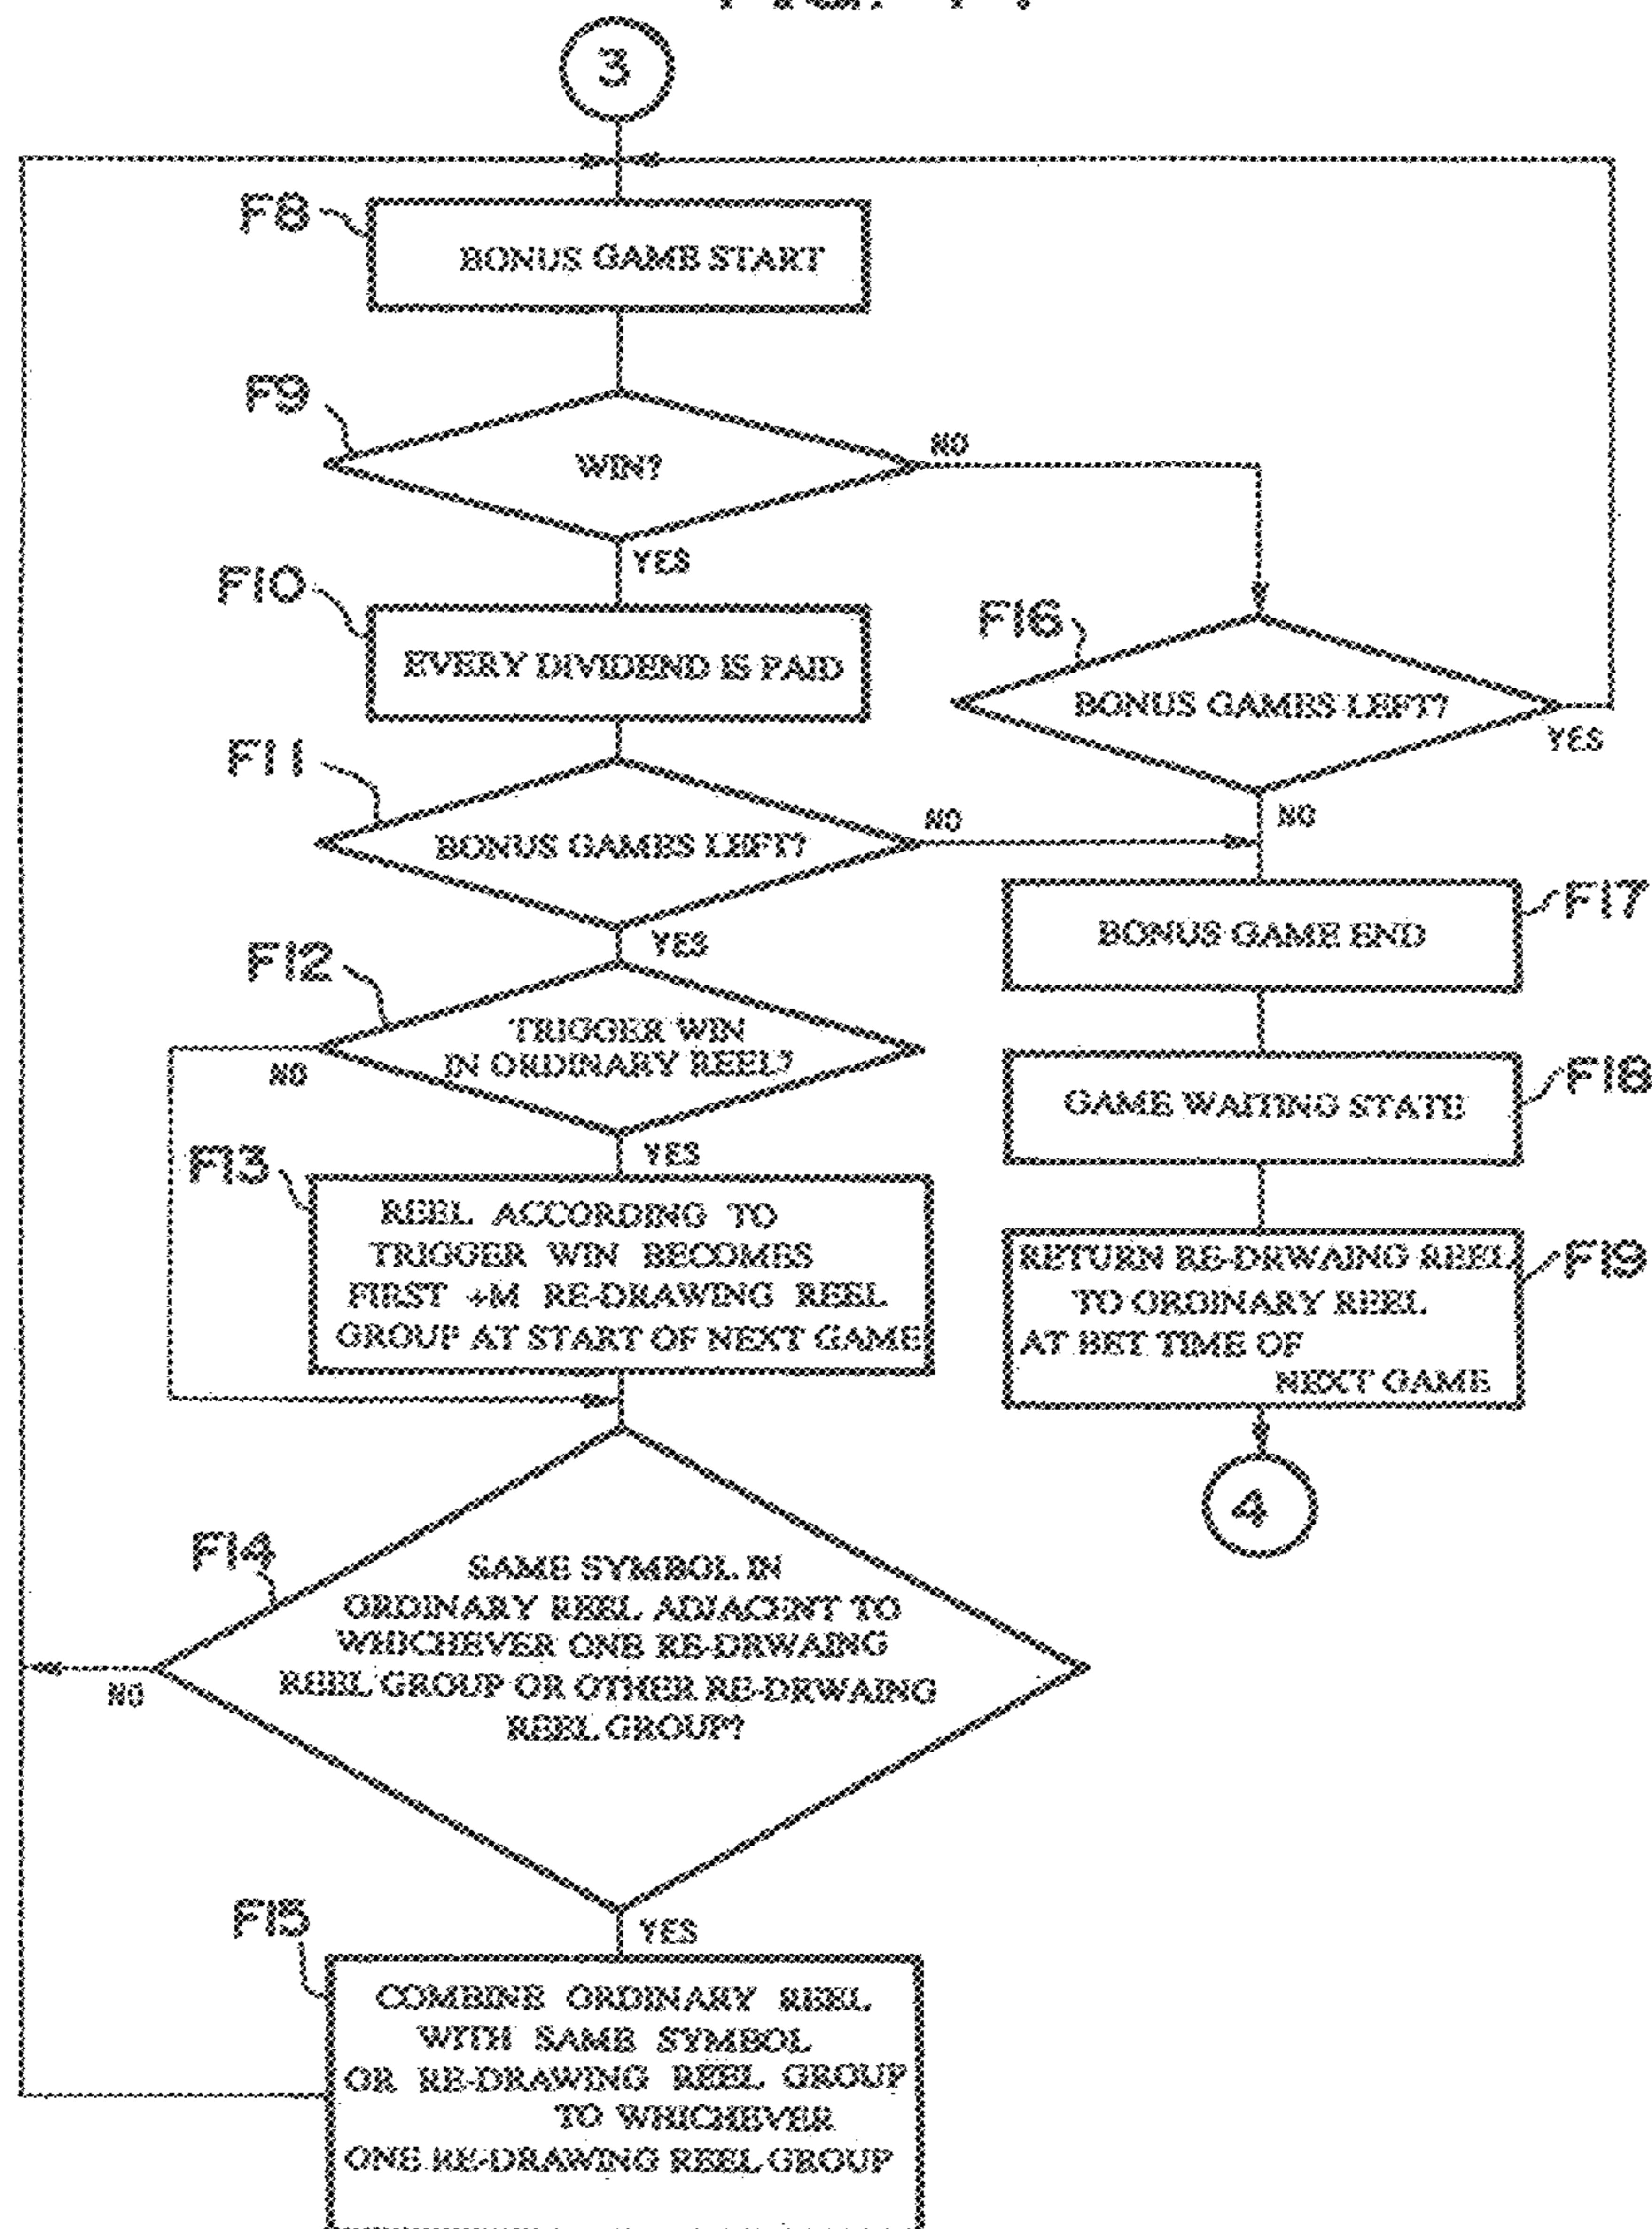 3
F8
BONUS GAME START
F9
WIN?
NO
YES
F10
EVERY DIVIDEND IS PAID
F16
BONUS GAMES LEFT?
YES
NO
F11
BONUS GAMES LEFT?
NO
YES
F17
BONUS GAME END
F12
TRIGGER WIN
IN ORDINARY REEL?
NO
YES
F18
GAME WAITING STATE
F13
REEL ACCORDING TO
TRIGGER WIN BECOMES
FIRST +M RE-DRAWING REEL
GROUP AT START OF NEXT GAME
F19
RETURN RE-DRWAING REEL
TO ORDINARY REEL
AT BET TIME OF
NEXT GAME
4
F14
SAME SYMBOL IN
ORDINARY REEL ADJACENT TO
WHICHEVER ONE RE-DRWAING
REEL GROUP OR OTHER RE-DRWAING
REEL GROUP?
NO
YES
F15
COMBINE ORDINARY REEL
WITH SAME SYMBOL
OR RE-DRAWING REEL GROUP
TO WHICHEVER
ONE RE-DRAWING REEL GROUP